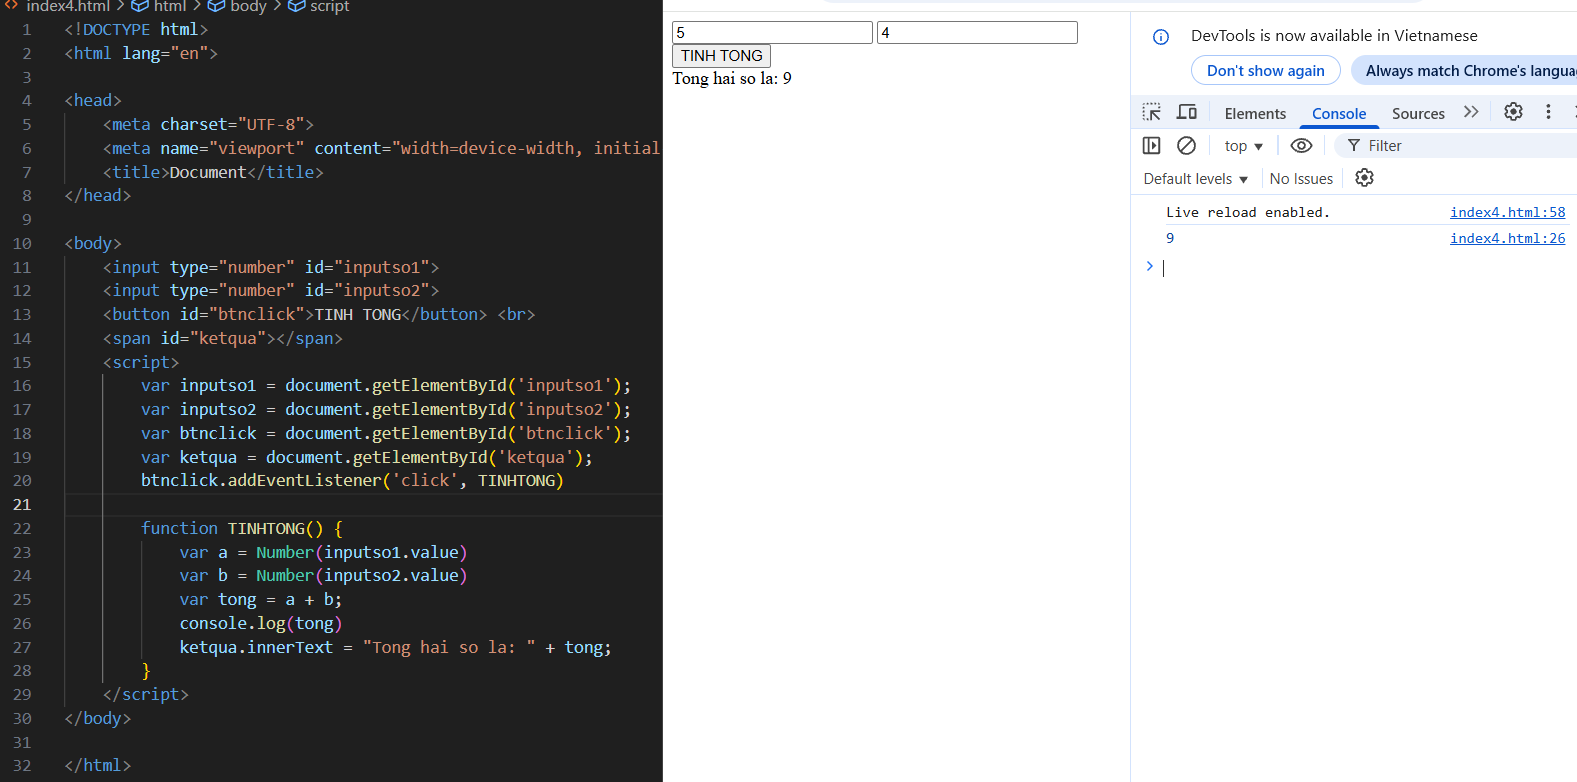 index4.html > html > body > script
1 <!DOCTYPE html>
2 <html lang="en">
3
4 <head>
5 <meta charset="UTF-8">
6 <meta name="viewport" content="width=device-width, initial
7 <title>Document</title>
8 </head>
9
10 <body>
11 <input type="number" id="inputso1">
12 <input type="number" id="inputso2">
13 <button id="btnclick">TINH TONG</button> <br>
14 <span id="ketqua"></span>
15 <script>
16 var inputso1 = document.getElementById('inputso1');
17 var inputso2 = document.getElementById('inputso2');
18 var btnclick = document.getElementById('btnclick');
19 var ketqua = document.getElementById('ketqua');
20 btnclick.addEventListener('click', TINHTONG)
21
22 function TINHTONG() {
23 var a = Number(inputso1.value)
24 var b = Number(inputso2.value)
25 var tong = a + b;
26 console.log(tong)
27 ketqua.innerText = "Tong hai so la: " + tong;
28 }
29 </script>
30 </body>
31
32 </html>
5 4
TINH TONG
Tong hai so la: 9
DevTools is now available in Vietnamese
Don't show again Always match Chrome's langua
Elements Console Sources
top Filter
Default levels No Issues
Live reload enabled. index4.html:58
9 index4.html:26